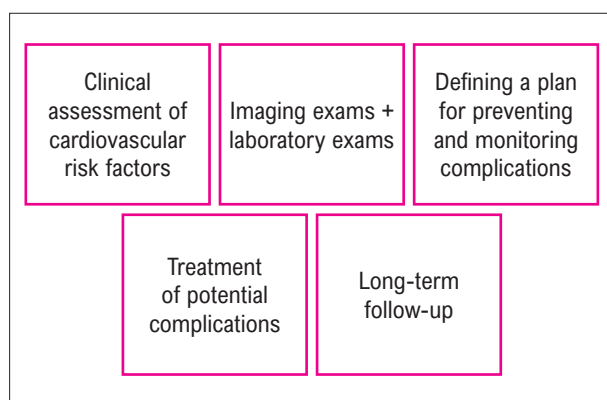 Clinical
assessment of
cardiovascular
risk factors
Imaging exams +
laboratory exams
Defining a plan
for preventing
and monitoring
complications
Treatment
of potential
complications
Long-term
follow-up